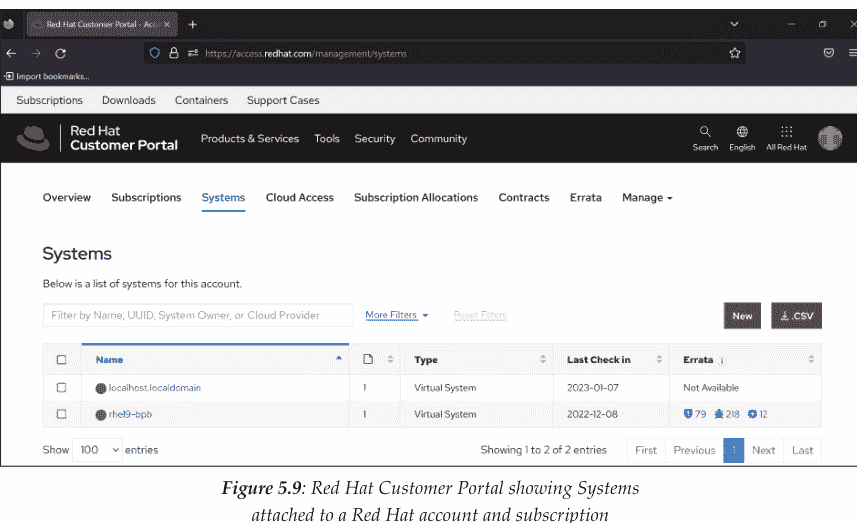 Red Hat Customer Portal - Acc
https://access.redhat.com/management/systems
Import bookmarks...
Subscriptions Downloads Containers Support Cases
Red Hat
Customer Portal
Products & Services Tools Security Community
Search English All Red Hat
Overview Subscriptions Systems Cloud Access Subscription Allocations Contracts Errata Manage
Systems
Below is a list of systems for this account.
Filter by Name, UUID, System Owner, or Cloud Provider More Filters Reset Filters New .CSV
Name Type Last Check in Errata
localhost.localdomain 1 Virtual System 2023-01-07 Not Available
rhel9-bpb 1 Virtual System 2022-12-08 79 218 12
Show 100 entries Showing 1 to 2 of 2 entries First Previous 1 Next Last
Figure 5.9: Red Hat Customer Portal showing Systems
attached to a Red Hat account and subscription